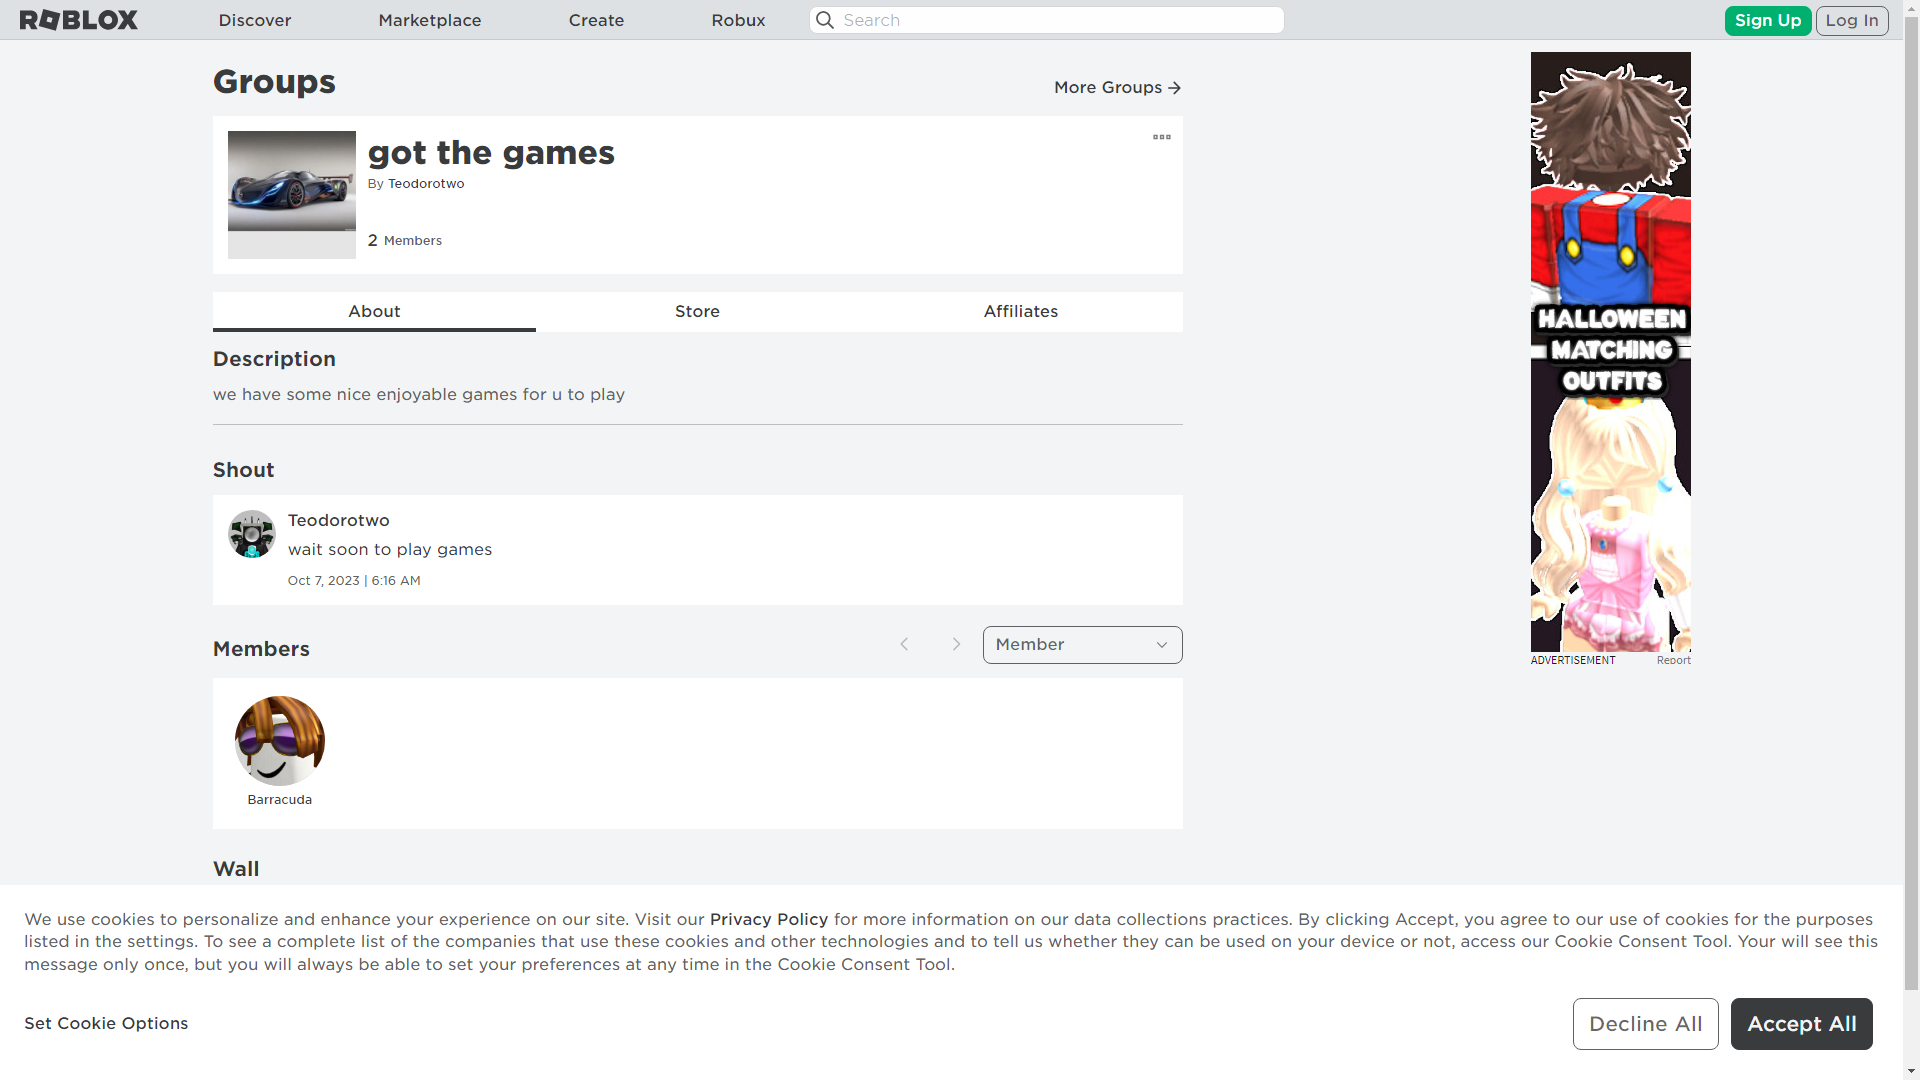 ROBLOX
Discover
Marketplace
Create
Robux
Search
Sign Up
Log In
Groups
More Groups
got the games
By Teodorotwo
2 Members
About
Store
Affiliates
Description
we have some nice enjoyable games for u to play
Shout
Teodorotwo
wait soon to play games
Oct 7, 2023 | 6:16 AM
Members
Member
Barracuda
Wall
HALLOWEEN
MATCHING
OUTFITS
ADVERTISEMENT
Report
We use cookies to personalize and enhance your experience on our site. Visit our Privacy Policy for more information on our data collections practices. By clicking Accept, you agree to our use of cookies for the purposes
listed in the settings. To see a complete list of the companies that use these cookies and other technologies and to tell us whether they can be used on your device or not, access our Cookie Consent Tool. Your will see this
message only once, but you will always be able to set your preferences at any time in the Cookie Consent Tool.
Set Cookie Options
Decline All
Accept All